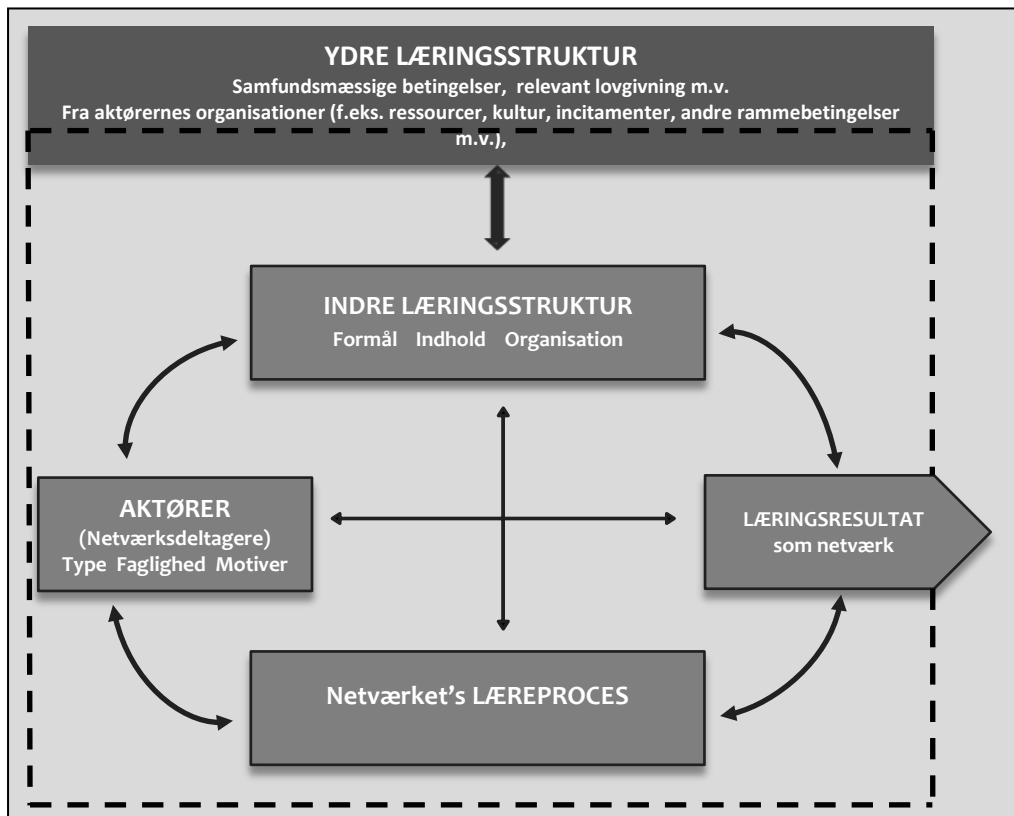 YDRE LÆRINGSSTRUKTUR
Samfundsmæssige betingelser, relevant lovgivning m.v.
Fra aktørernes organisationer (f.eks. ressourcer, kultur, incitamenter, andre rammebetingelser
m.v.),
INDRE LÆRINGSSTRUKTUR
Formål Indhold Organisation
AKTØRER
(Netværksdeltagere)
Type Faglighed Motiver
LÆRINGSRESULTAT
som netværk
Netværket’s LÆREPROCES